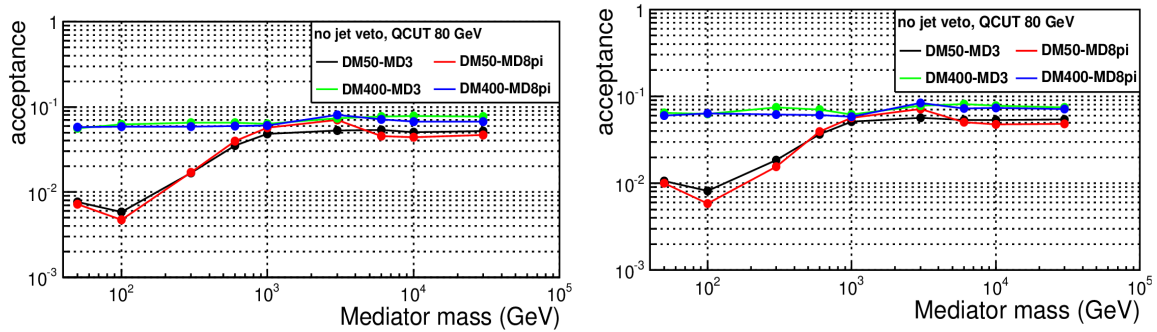 acceptance
1
10^-1
10^-2
10^-3
no jet veto, QCUT 80 GeV
DM50-MD3 DM50-MD8pi
DM400-MD3 DM400-MD8pi
10^2 10^3 10^4 10^5
Mediator mass (GeV)
acceptance
1
10^-1
10^-2
10^-3
no jet veto, QCUT 80 GeV
DM50-MD3 DM50-MD8pi
DM400-MD3 DM400-MD8pi
10^2 10^3 10^4 10^5
Mediator mass (GeV)